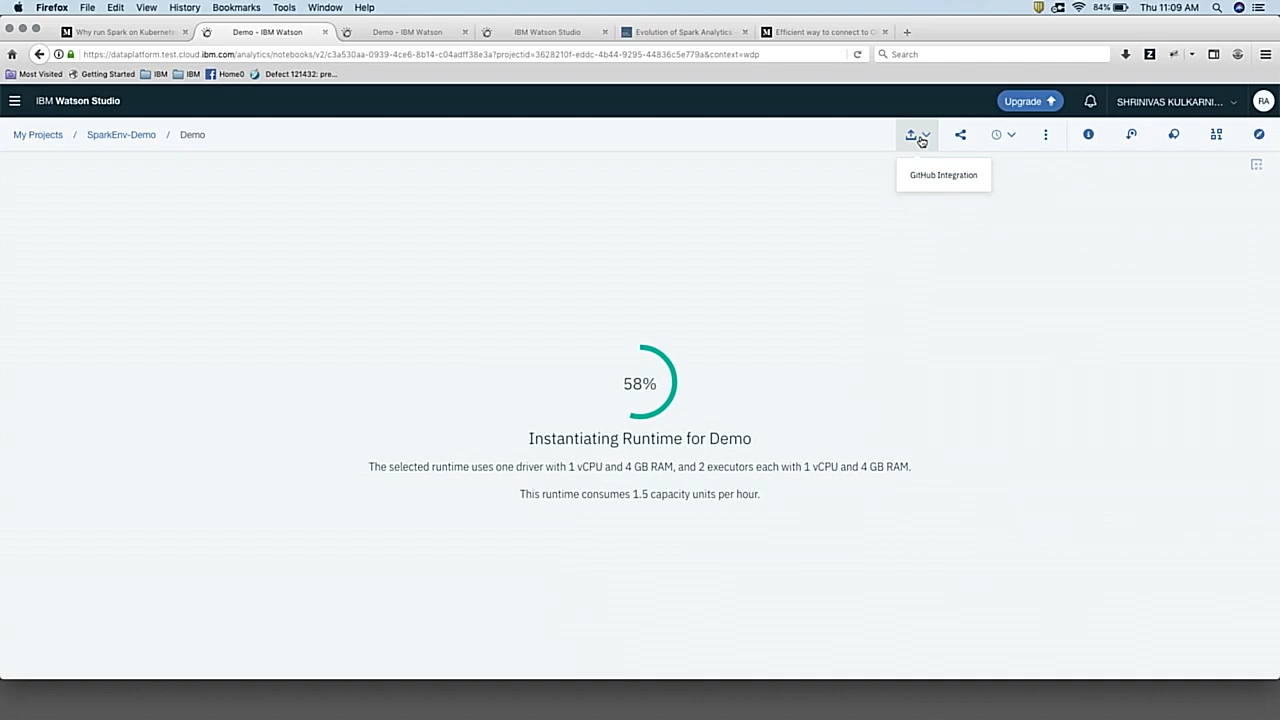 Firefox File Edit View History Bookmarks Tools Window Help 84% Thu 11:09 AM
Why run Spark on Kubernete Demo - IBM Watson Demo - IBM Watson IBM Watson Studio Evolution of Spark Analytics Efficient way to connect to
https://dataplatform.test.cloud.ibm.com/analytics/notebooks/v2/c3a530aa-0939-4ce6-8b14-c04adff38e3a?projectid=3628210f-eddc-4b44-9295-44836c5e779a&context=wdp Search
Most Visited Getting Started IBM IBM Home0 Defect 121432: pre...
IBM Watson Studio Upgrade SHRINIVAS KULKARNI... RA
My Projects / SparkEnv-Demo / Demo
GitHub Integration
58%
Instantiating Runtime for Demo
The selected runtime uses one driver with 1 vCPU and 4 GB RAM, and 2 executors each with 1 vCPU and 4 GB RAM.
This runtime consumes 1.5 capacity units per hour.